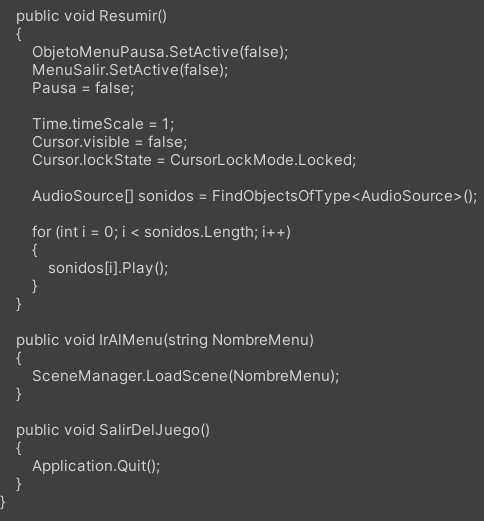 public void Resumir()
{
ObjetoMenuPausa.SetActive(false);
MenuSalir.SetActive(false);
Pausa = false;
Time.timeScale = 1;
Cursor.visible = false;
Cursor.lockState = CursorLockMode.Locked;
AudioSource[] sonidos = FindObjectsOfType<AudioSource>();
for (int i = 0; i < sonidos.Length; i++)
{
sonidos[i].Play();
}
}
public void IrAlMenu(string NombreMenu)
{
SceneManager.LoadScene(NombreMenu);
}
public void SalirDelJuego()
{
Application.Quit();
}
}